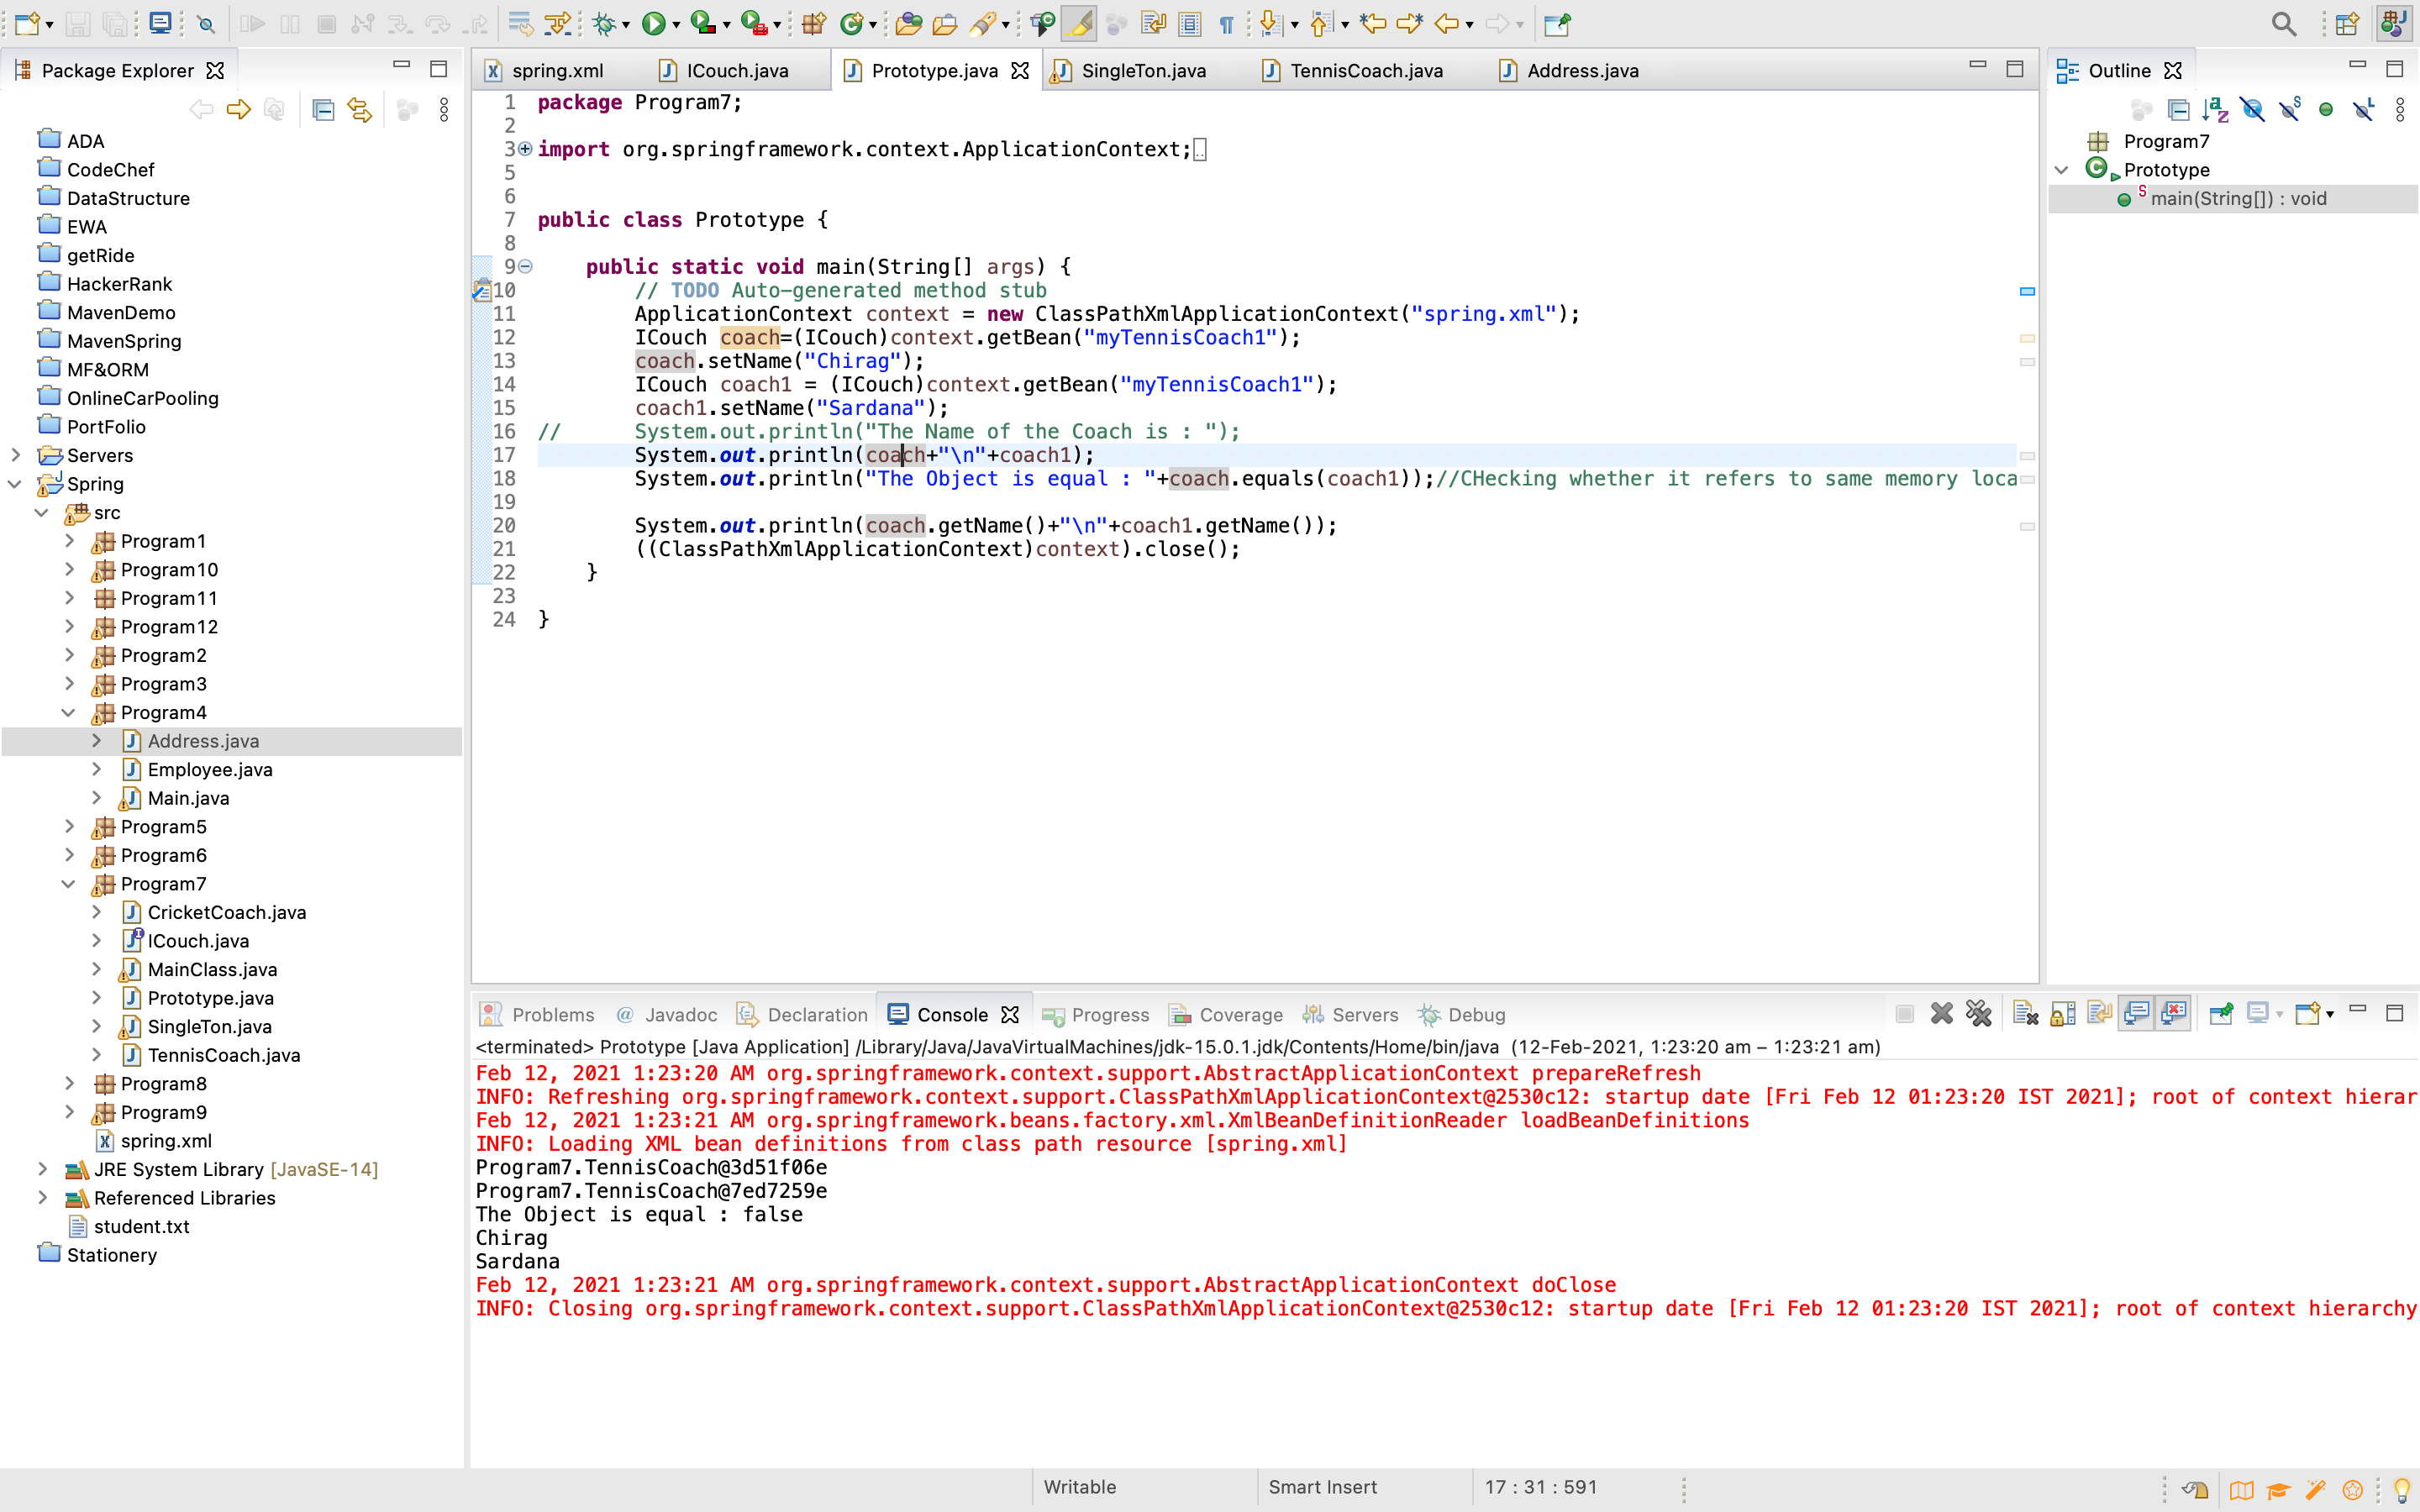 Package Explorer
ADA
CodeChef
DataStructure
EWA
getRide
HackerRank
MavenDemo
MavenSpring
MF&ORM
OnlineCarPooling
PortFolio
Servers
Spring
src
Program1
Program10
Program11
Program12
Program2
Program3
Program4
Address.java
Employee.java
Main.java
Program5
Program6
Program7
CricketCoach.java
ICouch.java
MainClass.java
Prototype.java
SingleTon.java
TennisCoach.java
Program8
Program9
spring.xml
JRE System Library [JavaSE-14]
Referenced Libraries
student.txt
Stationery
spring.xml ICouch.java Prototype.java SingleTon.java TennisCoach.java Address.java
1 package Program7;
2
3 import org.springframework.context.ApplicationContext;
5
6
7 public class Prototype {
8
9 public static void main(String[] args) {
10 // TODO Auto-generated method stub
11 ApplicationContext context = new ClassPathXmlApplicationContext("spring.xml");
12 ICouch coach=(ICouch)context.getBean("myTennisCoach1");
13 coach.setName("Chirag");
14 ICouch coach1 = (ICouch)context.getBean("myTennisCoach1");
15 coach1.setName("Sardana");
16 // System.out.println("The Name of the Coach is : ");
17 System.out.println(coach+"\n"+coach1);
18 System.out.println("The Object is equal : "+coach.equals(coach1));//CHecking whether it refers to same memory loca
19
20 System.out.println(coach.getName()+"\n"+coach1.getName());
21 ((ClassPathXmlApplicationContext)context).close();
22 }
23
24 }
Outline
Program7
Prototype
main(String[]) : void
Problems Javadoc Declaration Console Progress Coverage Servers Debug
<terminated> Prototype [Java Application] /Library/Java/JavaVirtualMachines/jdk-15.0.1.jdk/Contents/Home/bin/java (12-Feb-2021, 1:23:20 am – 1:23:21 am)
Feb 12, 2021 1:23:20 AM org.springframework.context.support.AbstractApplicationContext prepareRefresh
INFO: Refreshing org.springframework.context.support.ClassPathXmlApplicationContext@2530c12: startup date [Fri Feb 12 01:23:20 IST 2021]; root of context hierar
Feb 12, 2021 1:23:21 AM org.springframework.beans.factory.xml.XmlBeanDefinitionReader loadBeanDefinitions
INFO: Loading XML bean definitions from class path resource [spring.xml]
Program7.TennisCoach@3d51f06e
Program7.TennisCoach@7ed7259e
The Object is equal : false
Chirag
Sardana
Feb 12, 2021 1:23:21 AM org.springframework.context.support.AbstractApplicationContext doClose
INFO: Closing org.springframework.context.support.ClassPathXmlApplicationContext@2530c12: startup date [Fri Feb 12 01:23:20 IST 2021]; root of context hierarchy
Writable Smart Insert 17 : 31 : 591